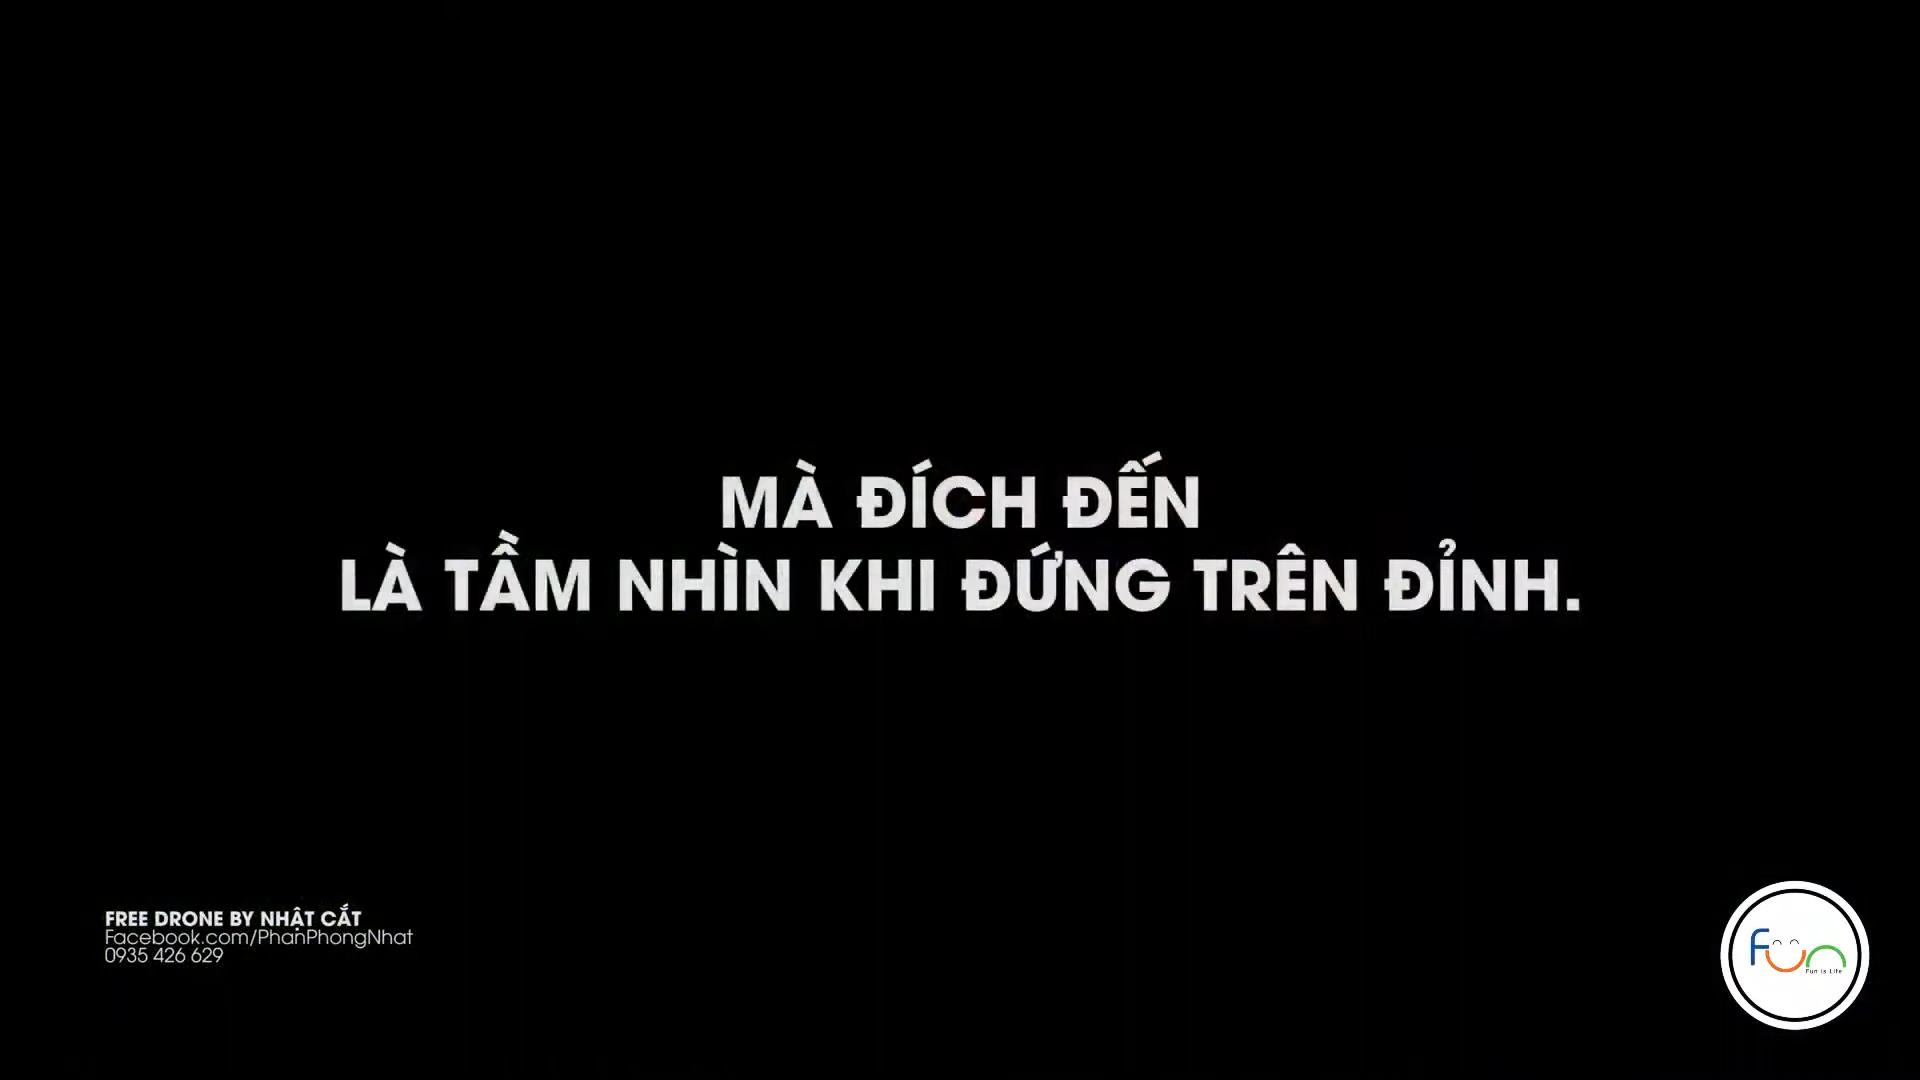 MÀ ĐÍCH ĐẾN
LÀ TẦM NHÌN KHI ĐỨNG TRÊN ĐỈNH.
FREE DRONE BY NHẬT CẮT
Facebook.com/PhanPhongNhat
0935 426 629
Fun
Fun is Life